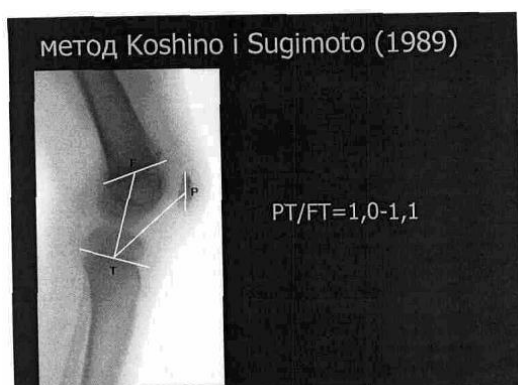 метод Koshino i Sugimoto (1989)
F
P
PT/FT=1,0-1,1
T